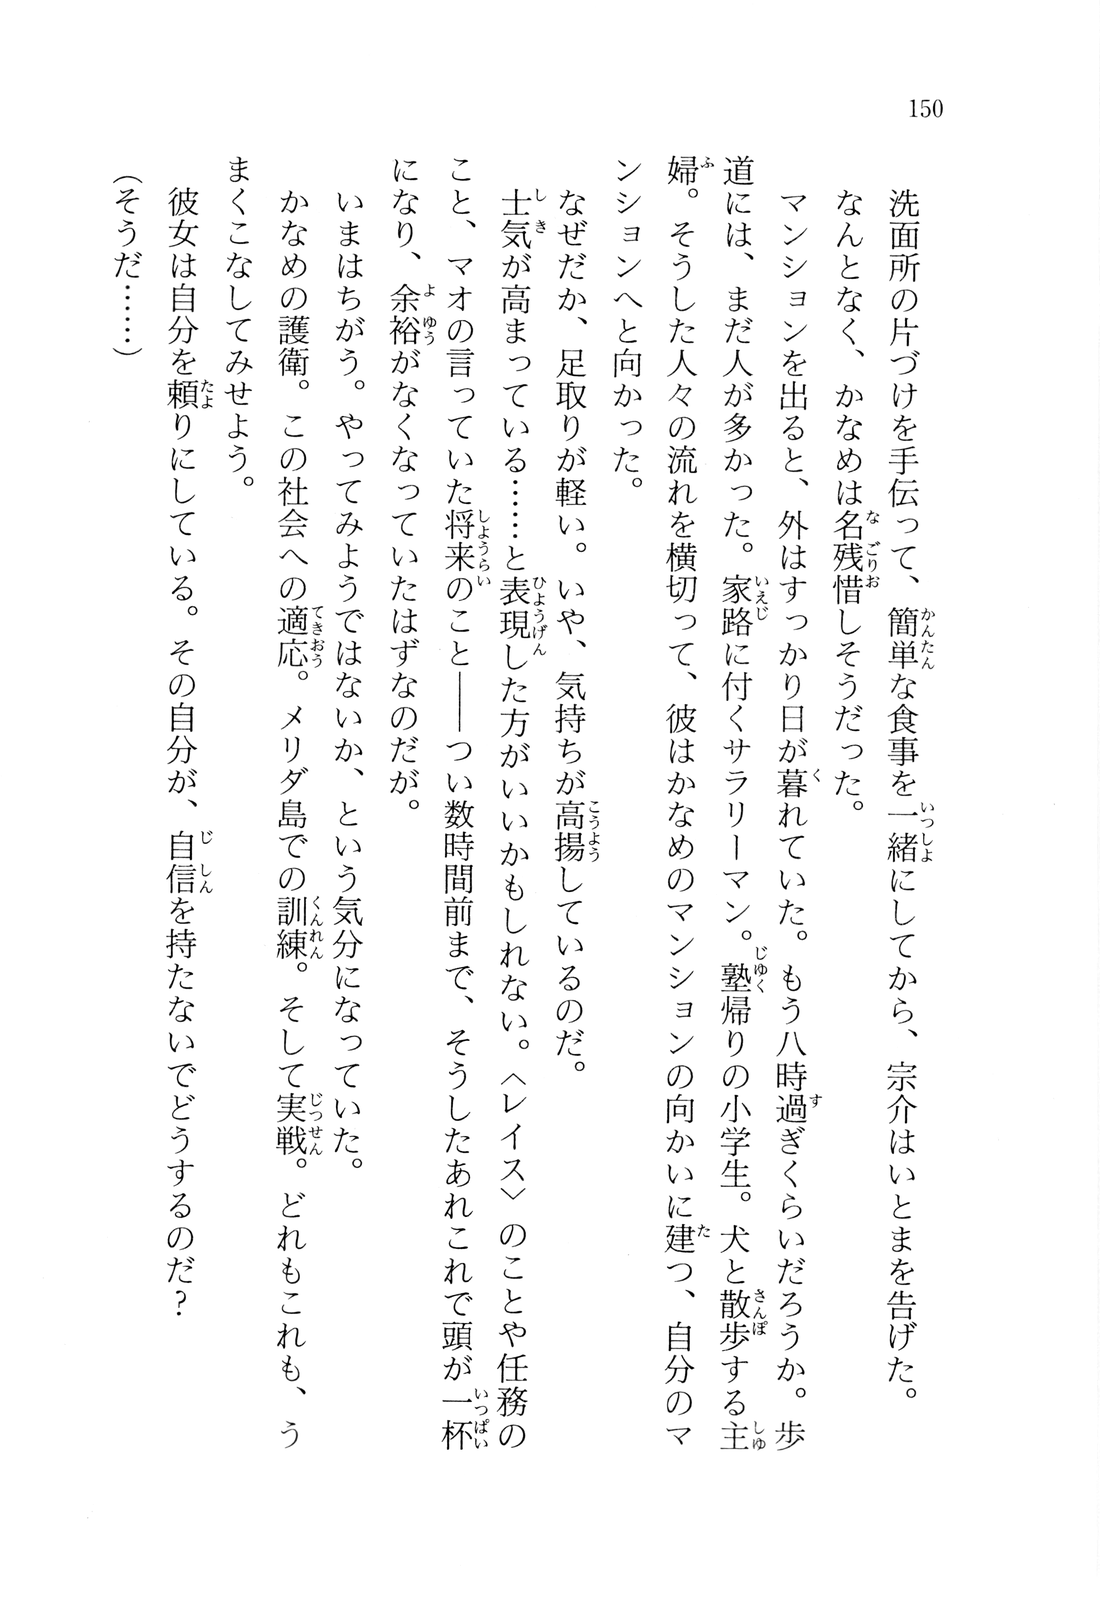 150
洗面所の片づけを手伝って、簡単な食事を一緒にしてから、宗介はいとまを告げた。
なんとなく、かなめは名残惜しそうだった。
マンションを出ると、外はすっかり日が暮れていた。もう八時過ぎくらいだろうか。歩
道には、まだ人が多かった。家路に付くサラリーマン。塾帰りの小学生。犬と散歩する主
婦。そうした人々の流れを横切って、彼はかなめのマンションの向かいに建つ、自分のマ
ンションへと向かった。
なぜだか、足取りが軽い。いや、気持ちが高揚しているのだ。
士気が高まっている……と表現した方がいいかもしれない。〈レイス〉のことや任務の
こと、マオの言っていた将来のこと――つい数時間前まで、そうしたあれこれで頭が一杯
になり、余裕がなくなっていたはずなのだが。
いまはちがう。やってみようではないか、という気分になっていた。
かなめの護衛。この社会への適応。メリダ島での訓練。そして実戦。どれもこれも、う
まくこなしてみせよう。
彼女は自分を頼りにしている。その自分が、自信を持たないでどうするのだ?
(そうだ……)